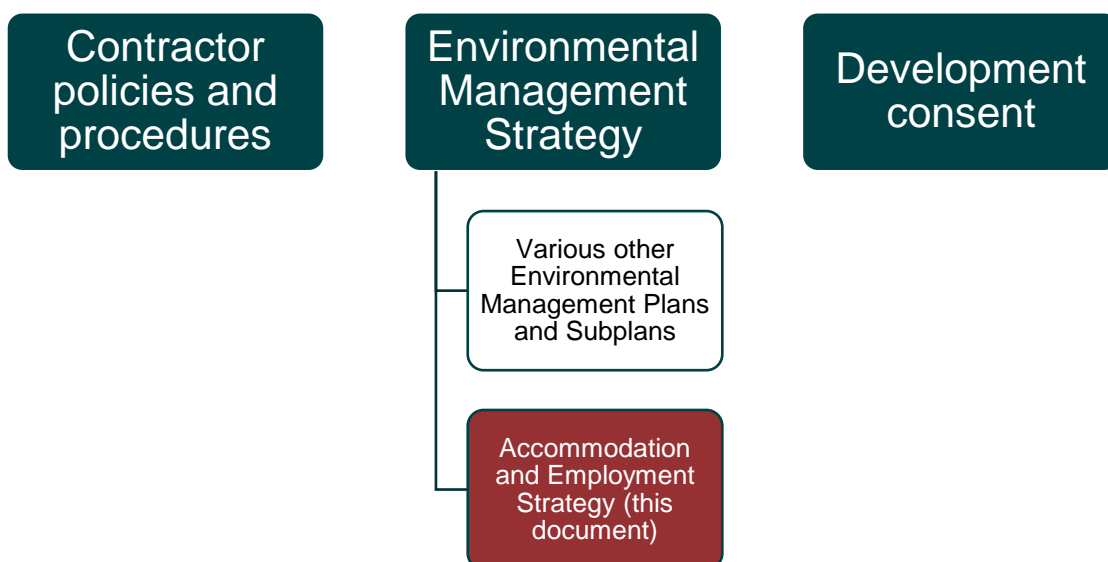 Contractor
policies and
procedures
Environmental
Management
Strategy
Development
consent
Various other
Environmental
Management Plans
and Subplans
Accommodation
and Employment
Strategy (this
document)